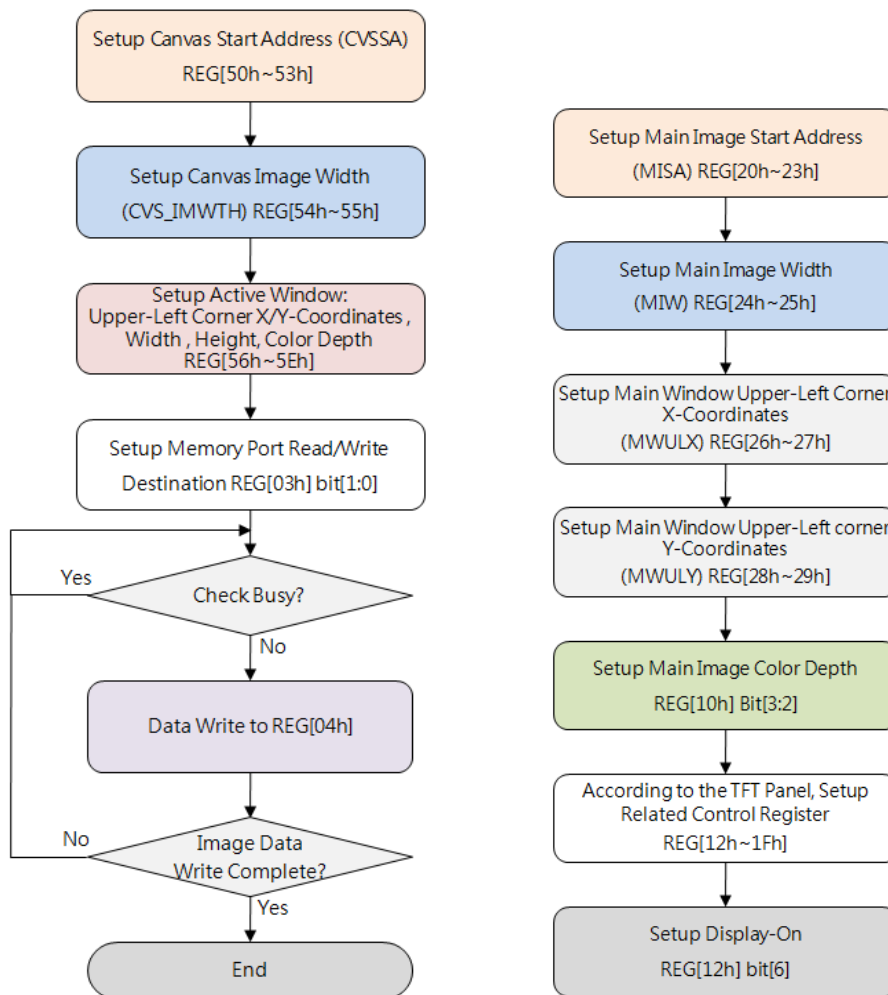 Setup Canvas Start Address (CVSSA)
REG[50h~53h]
Setup Canvas Image Width
(CVS_IMWTH) REG[54h~55h]
Setup Active Window:
Upper-Left Corner X/Y-Coordinates ,
Width , Height, Color Depth
REG[56h~5Eh]
Setup Memory Port Read/Write
Destination REG[03h] bit[1:0]
Yes
Check Busy?
No
Data Write to REG[04h]
No
Image Data
Write Complete?
Yes
End
Setup Main Image Start Address
(MISA) REG[20h~23h]
Setup Main Image Width
(MIW) REG[24h~25h]
Setup Main Window Upper-Left Corner
X-Coordinates
(MWULX) REG[26h~27h]
Setup Main Window Upper-Left corner
Y-Coordinates
(MWULY) REG[28h~29h]
Setup Main Image Color Depth
REG[10h] Bit[3:2]
According to the TFT Panel, Setup
Related Control Register
REG[12h~1Fh]
Setup Display-On
REG[12h] bit[6]